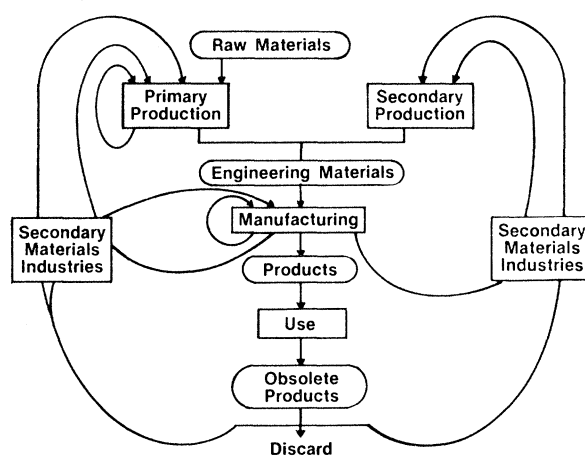 Raw Materials
Primary
Production
Secondary
Production
Engineering Materials
Manufacturing
Secondary
Materials
Industries
Secondary
Materials
Industries
Products
Use
Obsolete
Products
Discard